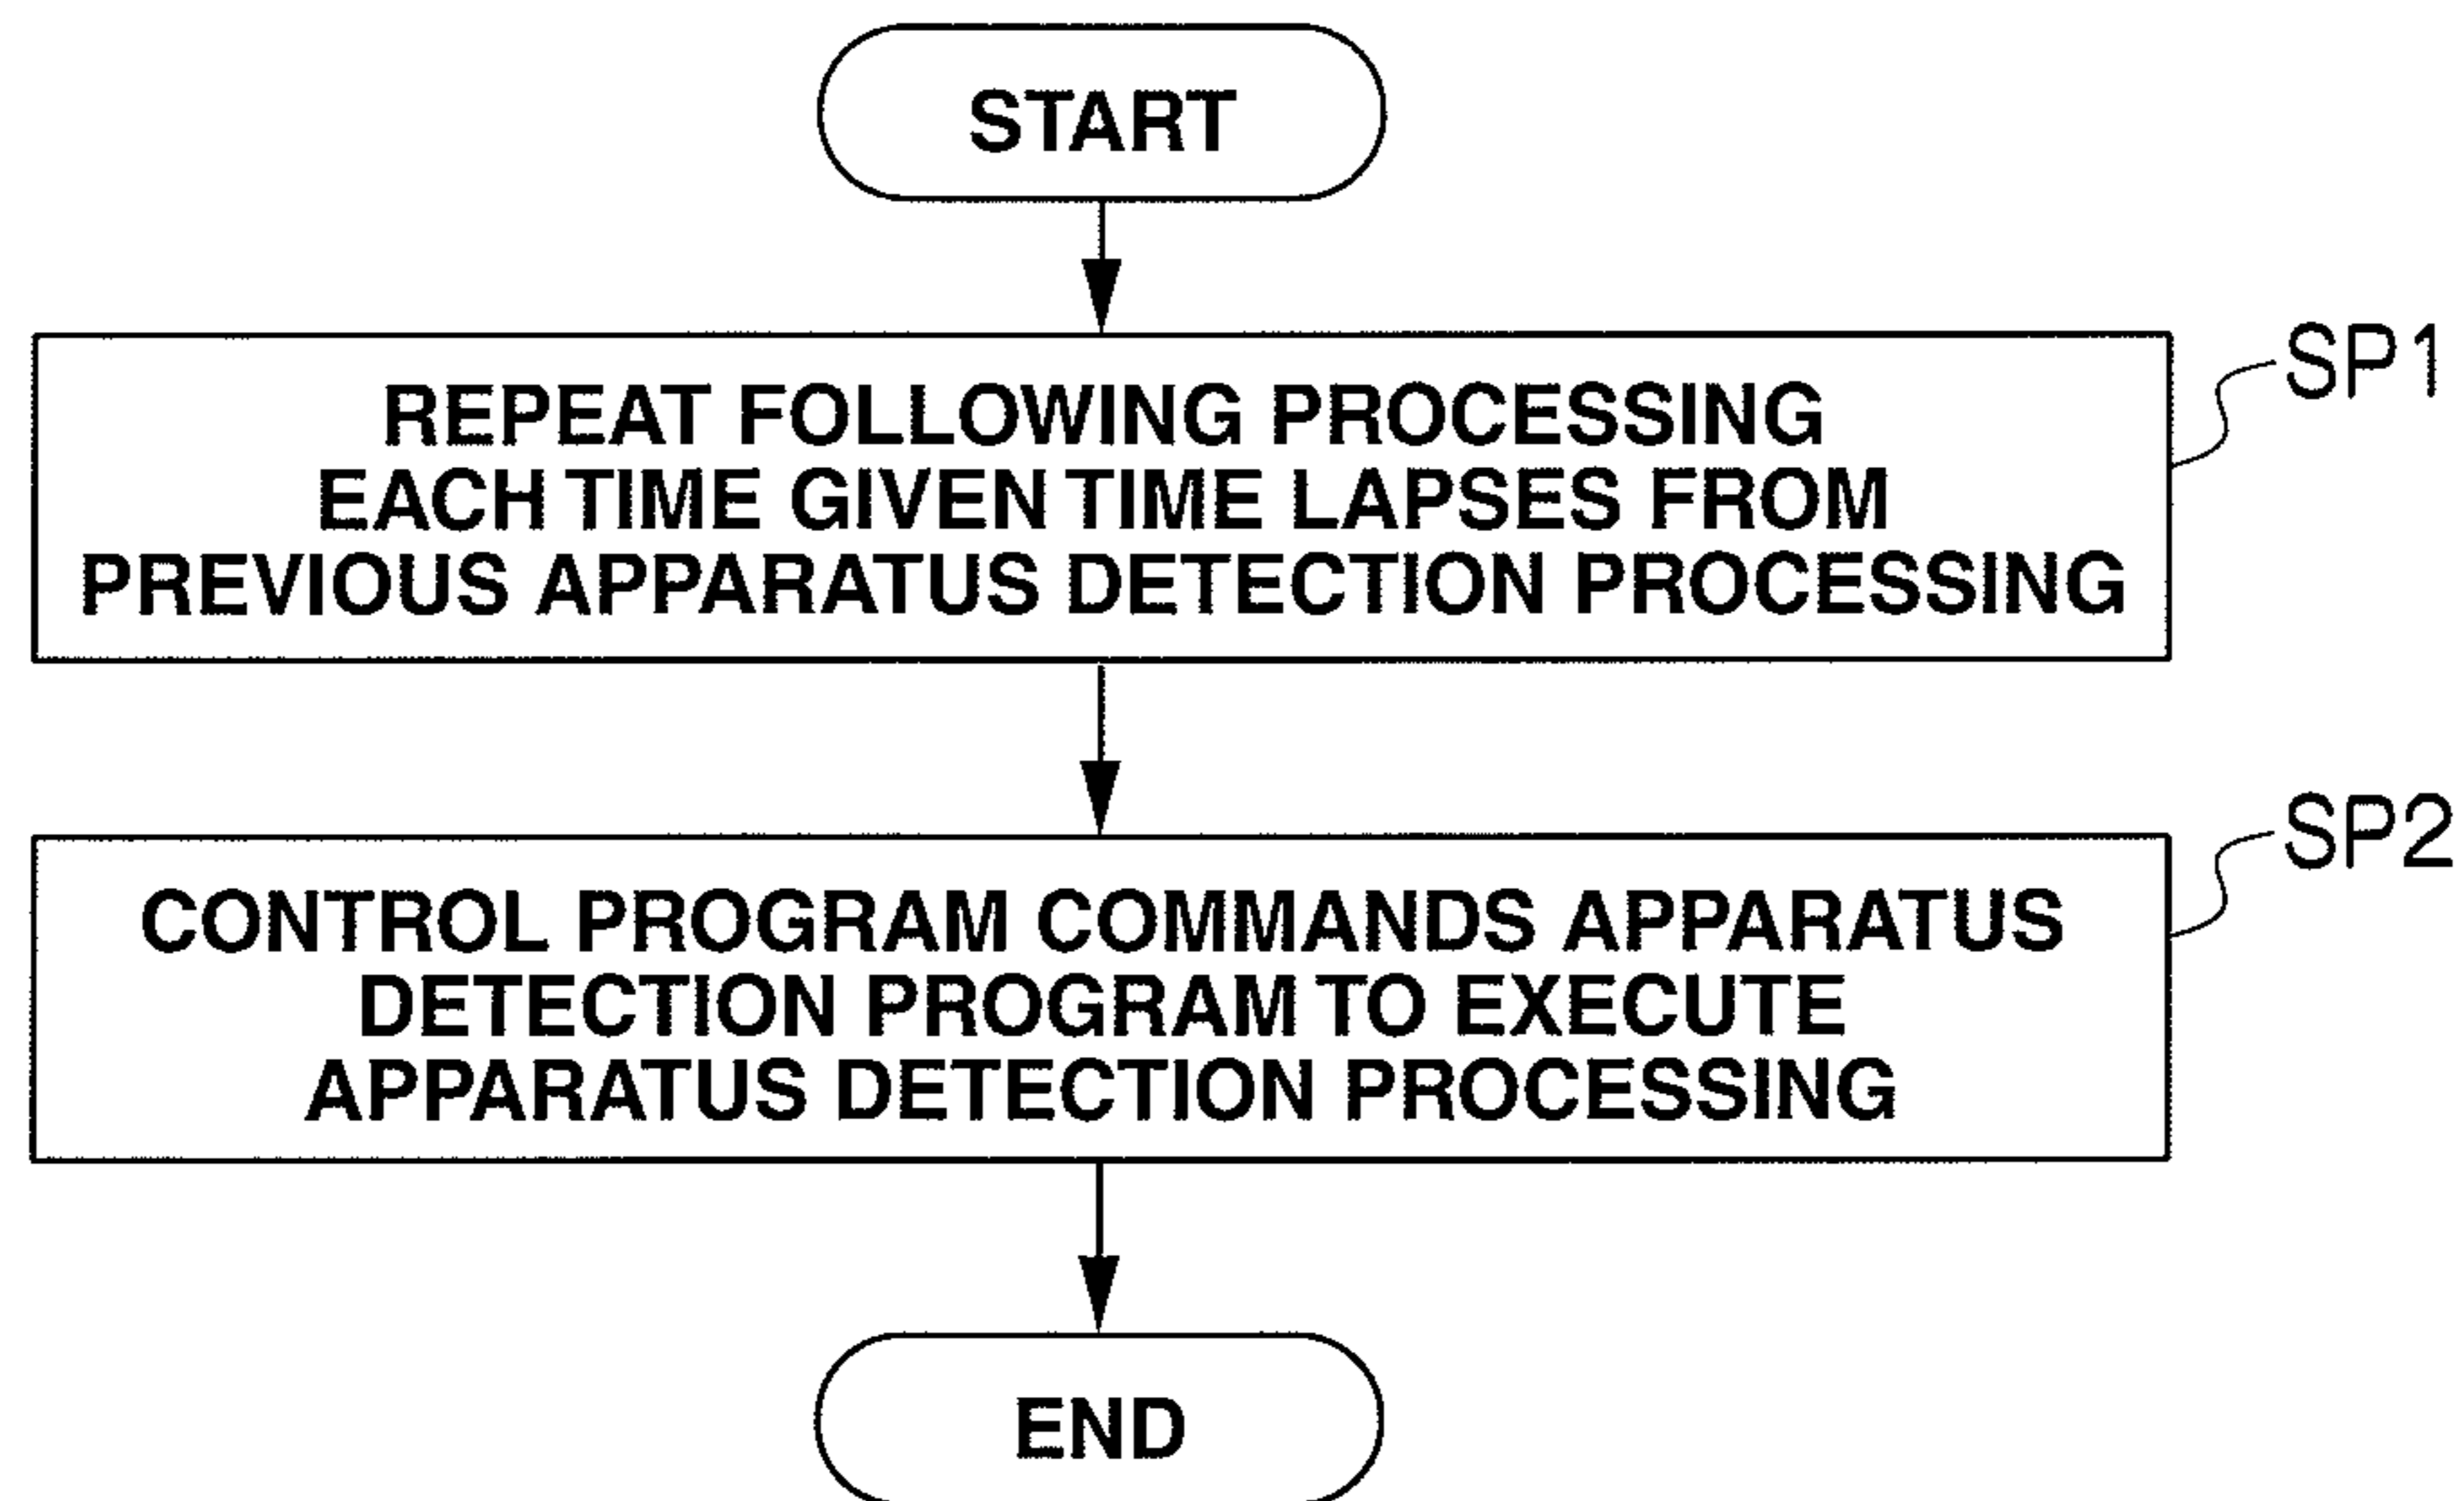 START
REPEAT FOLLOWING PROCESSING
EACH TIME GIVEN TIME LAPSES FROM
PREVIOUS APPARATUS DETECTION PROCESSING
SP1
CONTROL PROGRAM COMMANDS APPARATUS
DETECTION PROGRAM TO EXECUTE
APPARATUS DETECTION PROCESSING
SP2
END